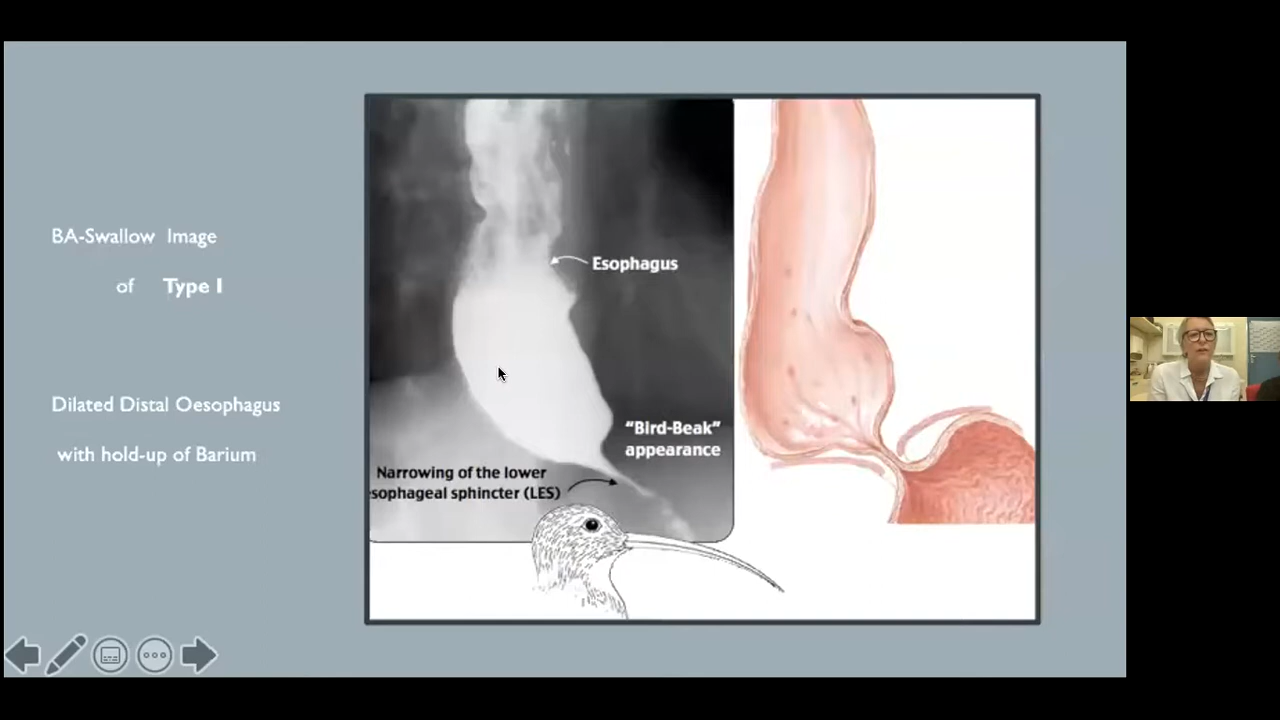 BA-Swallow Image
of Type I
Dilated Distal Oesophagus
with hold-up of Barium
Esophagus
"Bird-Beak"
appearance
Narrowing of the lower
sophageal sphincter (LES)